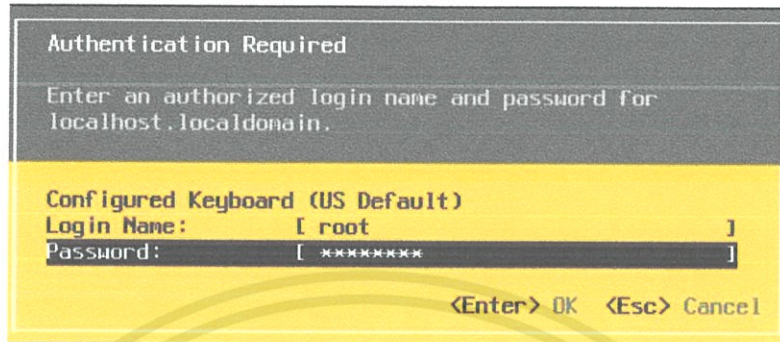 Authentication Required
Enter an authorized login name and password for
localhost.localdomain.
Configured Keyboard (US Default)
Login Name: [ root ]
Password: [ ******** ]
<Enter> OK <Esc> Cancel